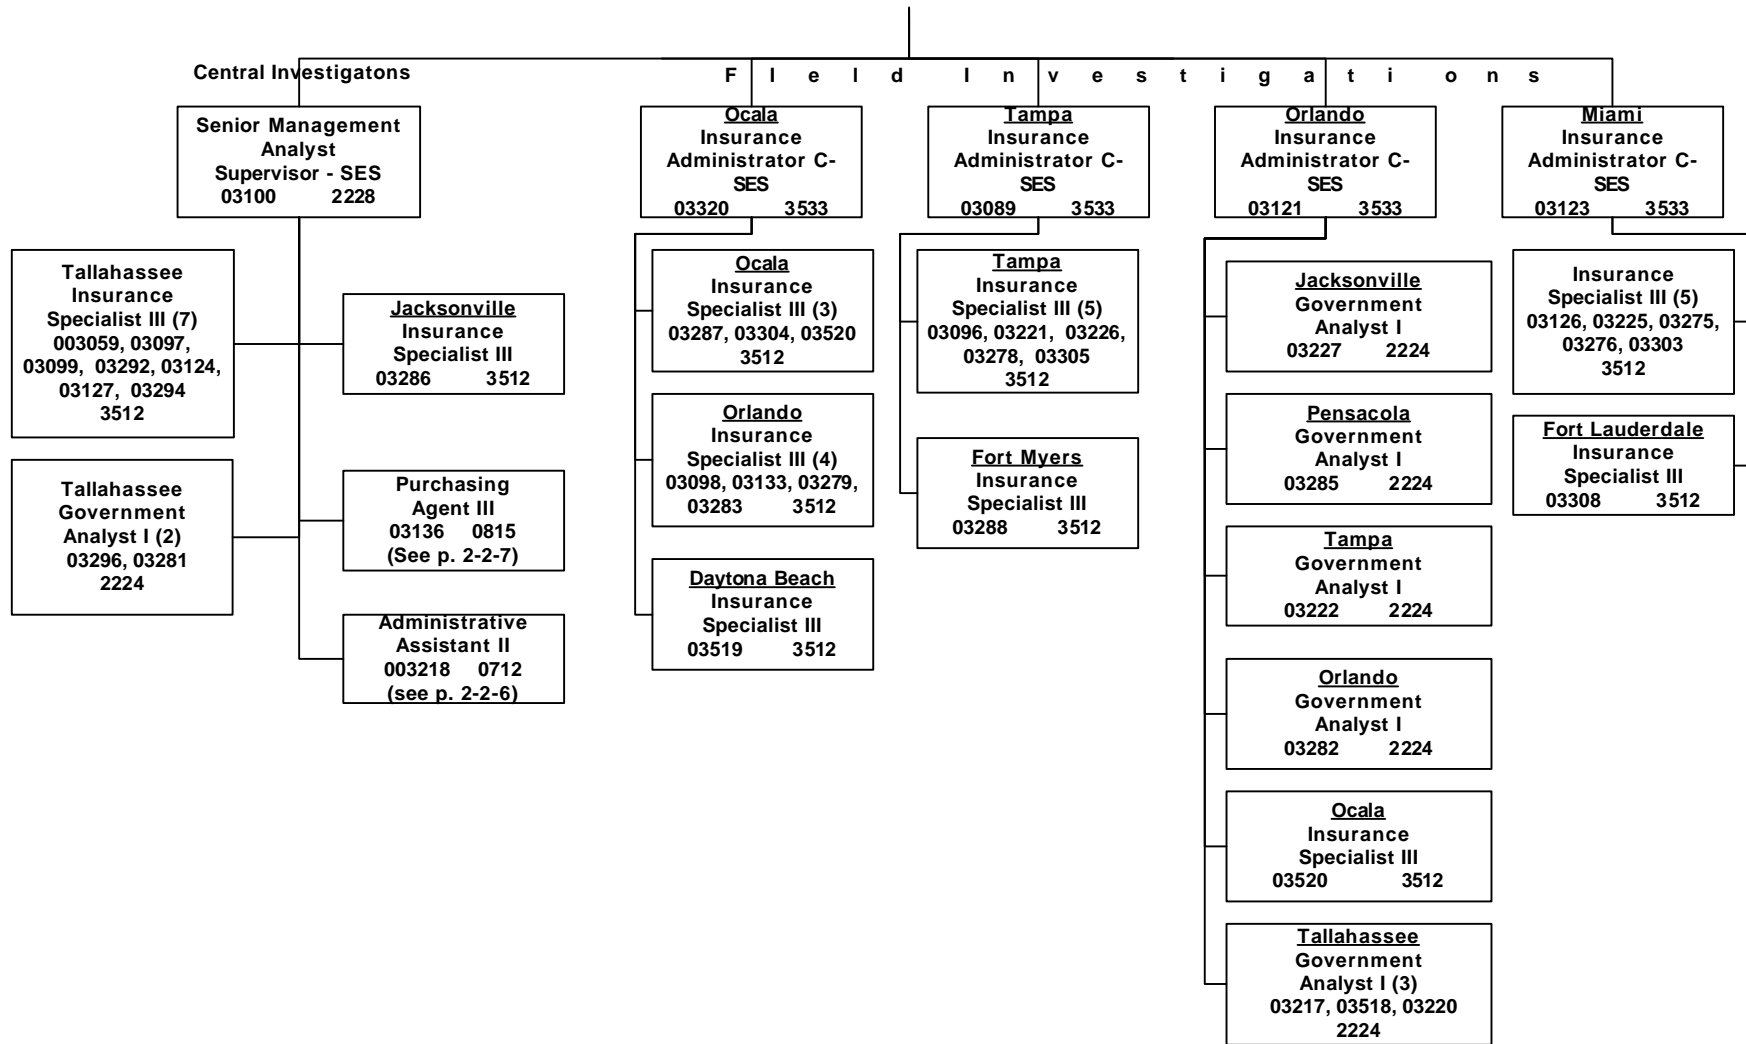 Central Investigatons
F I e l d I n v e s t i g a t i o n s
Senior Management
Analyst
Supervisor - SES
03100 2228
Ocala
Insurance
Administrator C-
SES
03320 3533
Tampa
Insurance
Administrator C-
SES
03089 3533
Orlando
Insurance
Administrator C-
SES
03121 3533
Miami
Insurance
Administrator C-
SES
03123 3533
Tallahassee
Insurance
Specialist III (7)
003059, 03097,
03099, 03292, 03124,
03127, 03294
3512
Tallahassee
Government
Analyst I (2)
03296, 03281
2224
Jacksonville
Insurance
Specialist III
03286 3512
Purchasing
Agent III
03136 0815
(See p. 2-2-7)
Administrative
Assistant II
003218 0712
(see p. 2-2-6)
Ocala
Insurance
Specialist III (3)
03287, 03304, 03520
3512
Orlando
Insurance
Specialist III (4)
03098, 03133, 03279,
03283 3512
Daytona Beach
Insurance
Specialist III
03519 3512
Tampa
Insurance
Specialist III (5)
03096, 03221, 03226,
03278, 03305
3512
Fort Myers
Insurance
Specialist III
03288 3512
Jacksonville
Government
Analyst I
03227 2224
Pensacola
Government
Analyst I
03285 2224
Tampa
Government
Analyst I
03222 2224
Orlando
Government
Analyst I
03282 2224
Ocala
Insurance
Specialist III
03520 3512
Tallahassee
Government
Analyst I (3)
03217, 03518, 03220
2224
Insurance
Specialist III (5)
03126, 03225, 03275,
03276, 03303
3512
Fort Lauderdale
Insurance
Specialist III
03308 3512